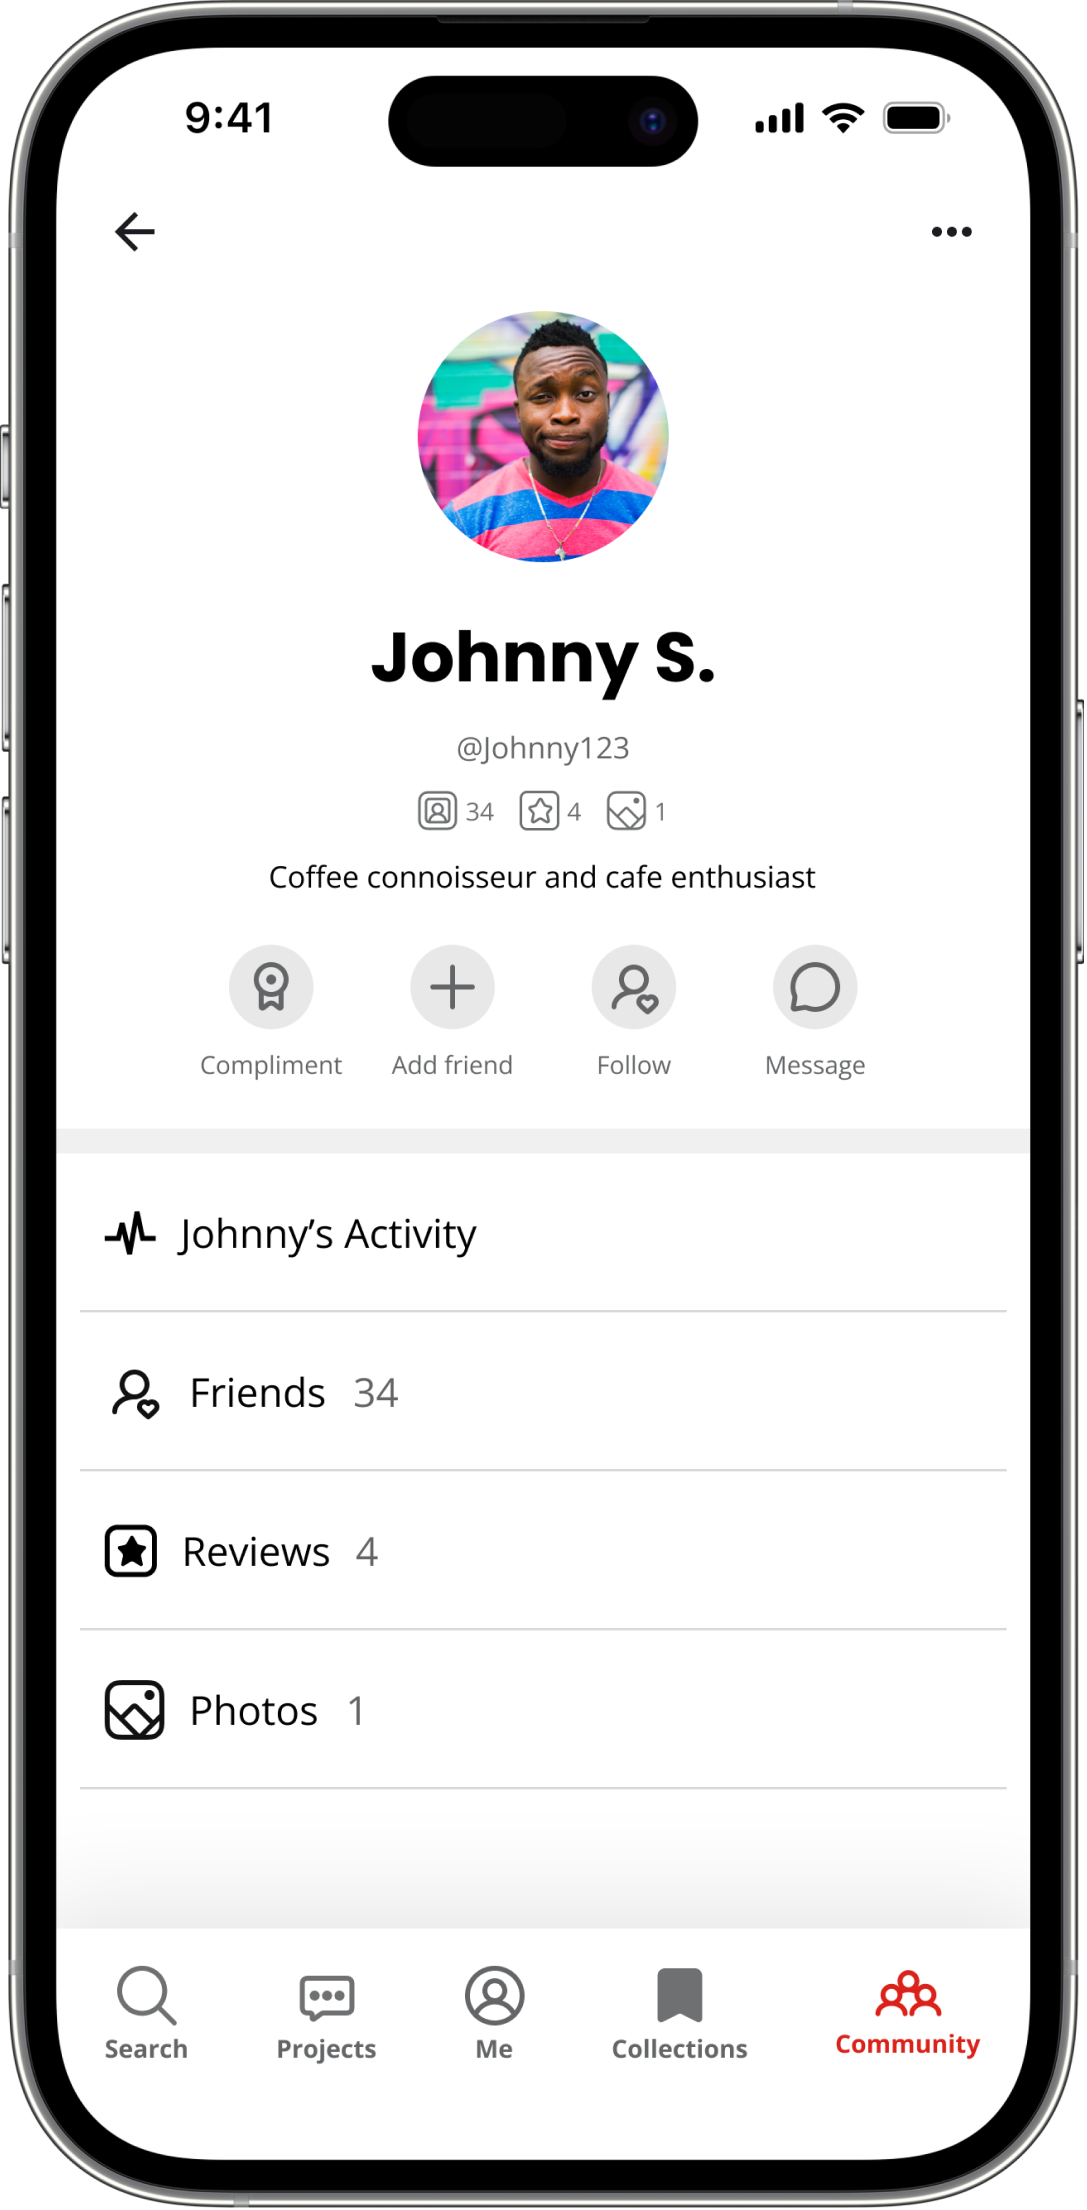 9:41
Johnny S.
@Johnny123
34 4 1
Coffee connoisseur and cafe enthusiast
Compliment Add friend Follow Message
Johnny’s Activity
Friends 34
Reviews 4
Photos 1
Search Projects Me Collections Community